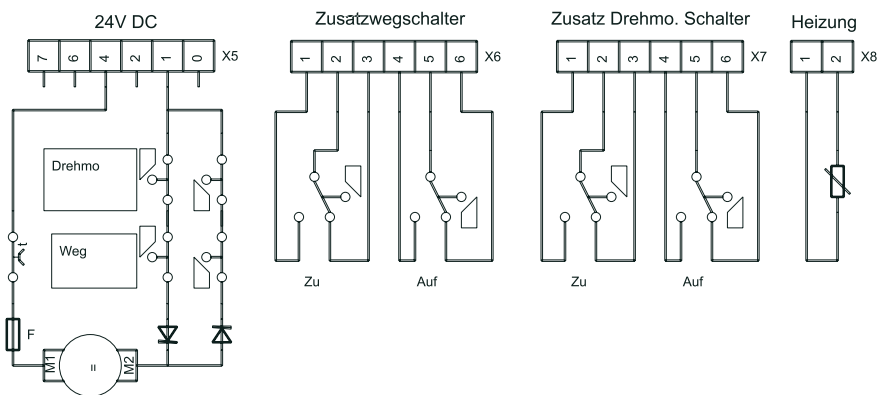 24V DC
Zusatzwegschalter
Zusatz Drehmo. Schalter
Heizung
7 6 4 2 1 0 X5
1 2 3 4 5 6 X6
1 2 3 4 5 6 X7
1 2 X8
Drehmo
Weg
t
Zu
Auf
Zu
Auf
F
M1
=
M2